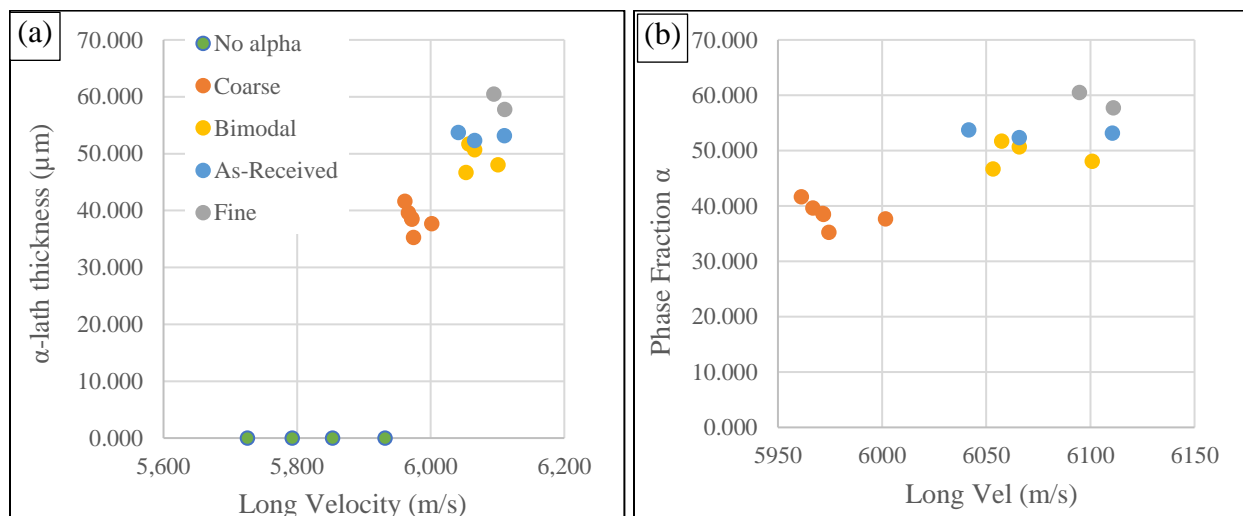 (a)
70.000
60.000
50.000
40.000
30.000
20.000
10.000
0.000
α-lath thickness (µm)
No alpha
Coarse
Bimodal
As-Received
Fine
5,600 5,800 6,000 6,200
Long Velocity (m/s)
(b)
70.000
60.000
50.000
40.000
30.000
20.000
10.000
0.000
Phase Fraction α
5950 6000 6050 6100 6150
Long Vel (m/s)